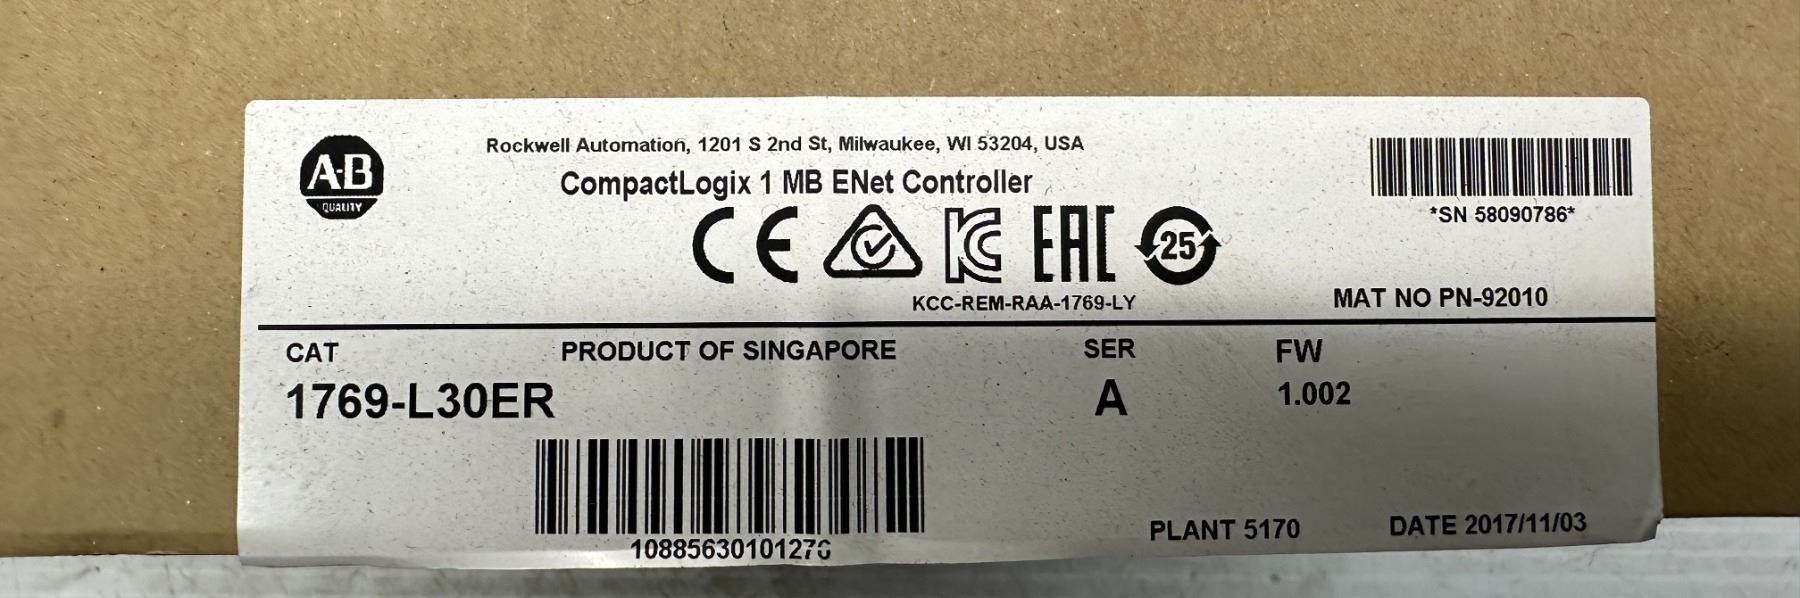 A-B
QUALITY
Rockwell Automation, 1201 S 2nd St, Milwaukee, WI 53204, USA
CompactLogix 1 MB ENet Controller
*SN 58090786*
CE KC EAC 25
KCC-REM-RAA-1769-LY
MAT NO PN-92010
CAT PRODUCT OF SINGAPORE SER FW
1769-L30ER A 1.002
PLANT 5170 DATE 2017/11/03